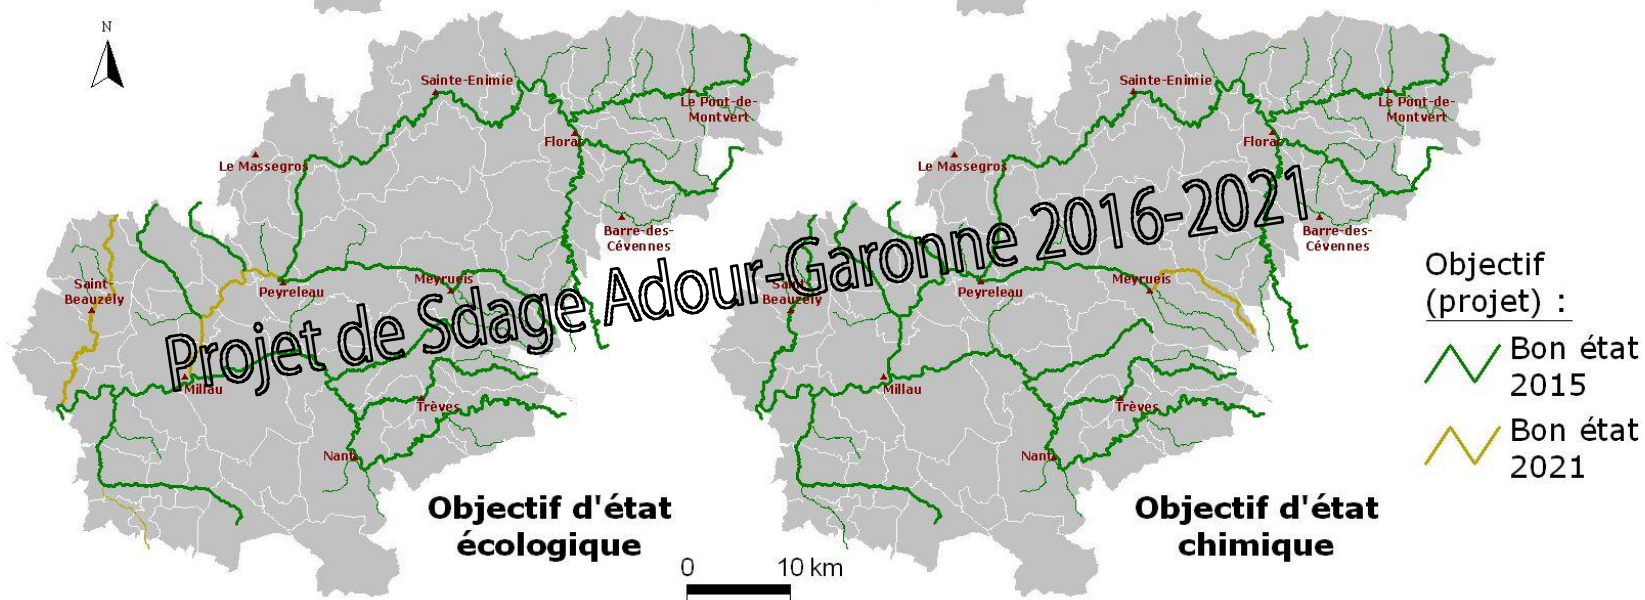 N
Sainte-Enimie
Le Pont-de-
Montvert
Florac
Le Massegros
Barre-des-
Cévennes
Saint-
Beauzély
Peyreleau
Meyrueis
Millau
Trèves
Nant
Objectif d'état
écologique
Sainte-Enimie
Le Pont-de-
Montvert
Florac
Le Massegros
Barre-des-
Cévennes
Saint-
Beauzély
Peyreleau
Meyrueis
Millau
Trèves
Nant
Objectif d'état
chimique
Projet de Sdage Adour-Garonne 2016-2021
Objectif
(projet) :
Bon état
2015
Bon état
2021
0 10 km